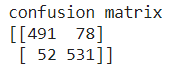 confusion matrix
[[491  78]
 [ 52 531]]